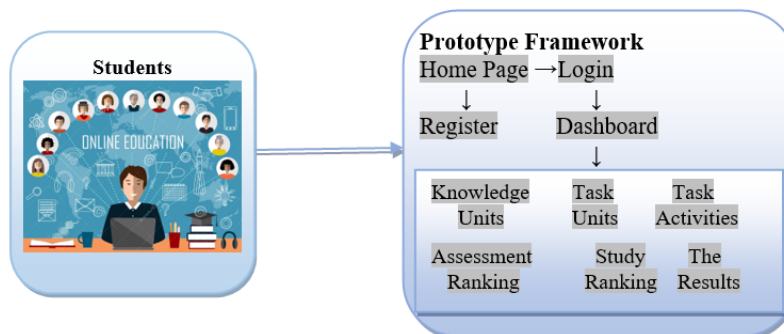 Students
ONLINE EDUCATION
Prototype Framework
Home Page → Login
↓ ↓
Register Dashboard
↓
Knowledge Task Task
Units Units Activities
Assessment Study The
Ranking Ranking Results